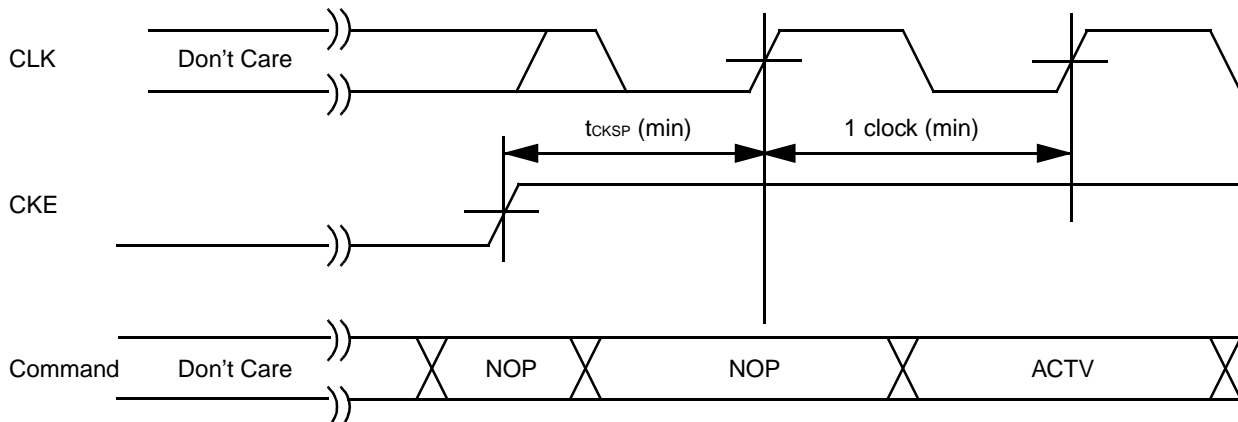 CLK Don't Care
tCKSP (min) 1 clock (min)
CKE
Command Don't Care NOP NOP ACTV